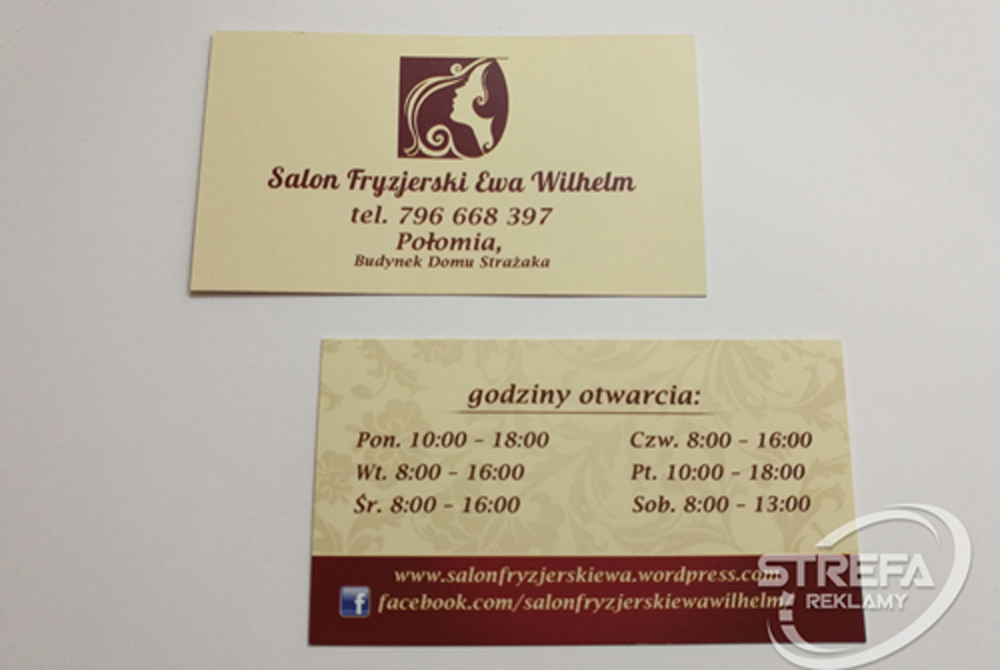 Salon Fryzjerski Ewa Wilhelm
tel. 796 668 397
Połomia,
Budynek Domu Strażaka
godziny otwarcia:
Pon. 10:00 - 18:00
Wt. 8:00 - 16:00
Śr. 8:00 - 16:00
Czw. 8:00 - 16:00
Pt. 10:00 - 18:00
Sob. 8:00 - 13:00
www.salonfryzjerskiewa.wordpress.com
f facebook.com/salonfryzjerskiewawilhelm/
STREFA
REKLAMY